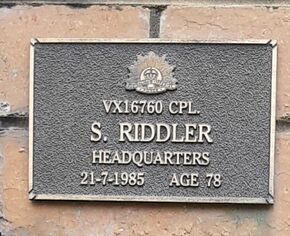 VX16760 CPL.
S. RIDDLER
HEADQUARTERS
21-7-1985 AGE 78